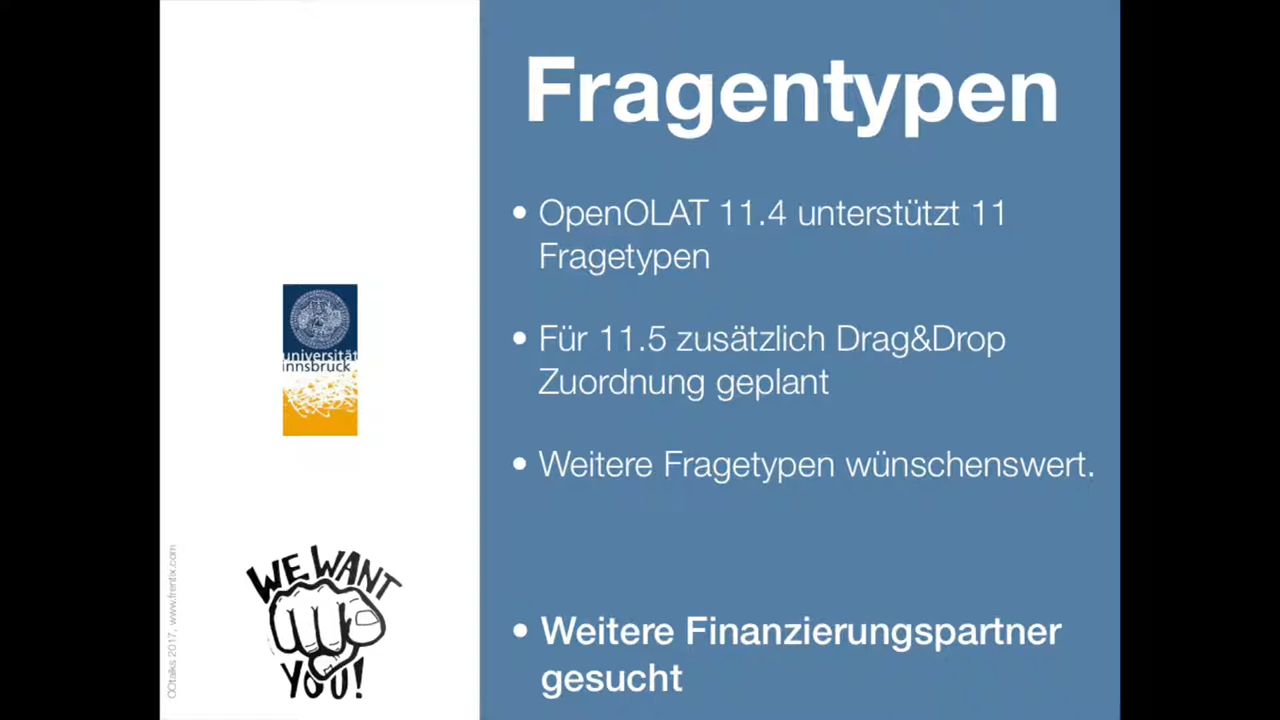 Fragentypen
• OpenOLAT 11.4 unterstützt 11
Fragetypen
• Für 11.5 zusätzlich Drag&Drop
Zuordnung geplant
• Weitere Fragetypen wünschenswert.
• Weitere Finanzierungspartner
gesucht
universität
innsbruck
WE WANT
YOU!
OOtalks 2017, www.frentix.com